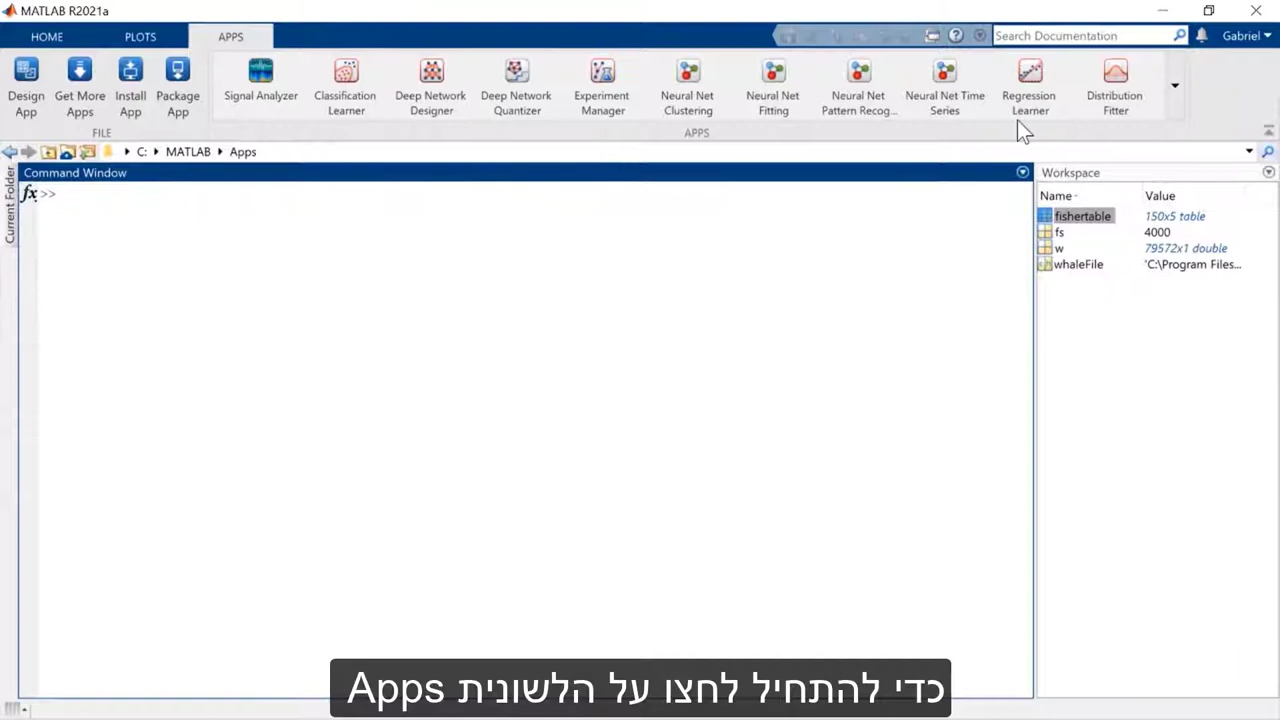 MATLAB R2021a
HOME
PLOTS
APPS
Search Documentation
Gabriel
Design App
Get More Apps
Install App
Package App
FILE
Signal Analyzer
Classification Learner
Deep Network Designer
Deep Network Quantizer
Experiment Manager
Neural Net Clustering
Neural Net Fitting
Neural Net Pattern Recog...
Neural Net Time Series
Regression Learner
Distribution Fitter
APPS
C: MATLAB Apps
Current Folder
Command Window
fx >>
Workspace
Name Value
fishertable 150x5 table
fs 4000
w 79572x1 double
whaleFile 'C:\Program Files...
כדי להתחיל לחצו על הלשונית Apps